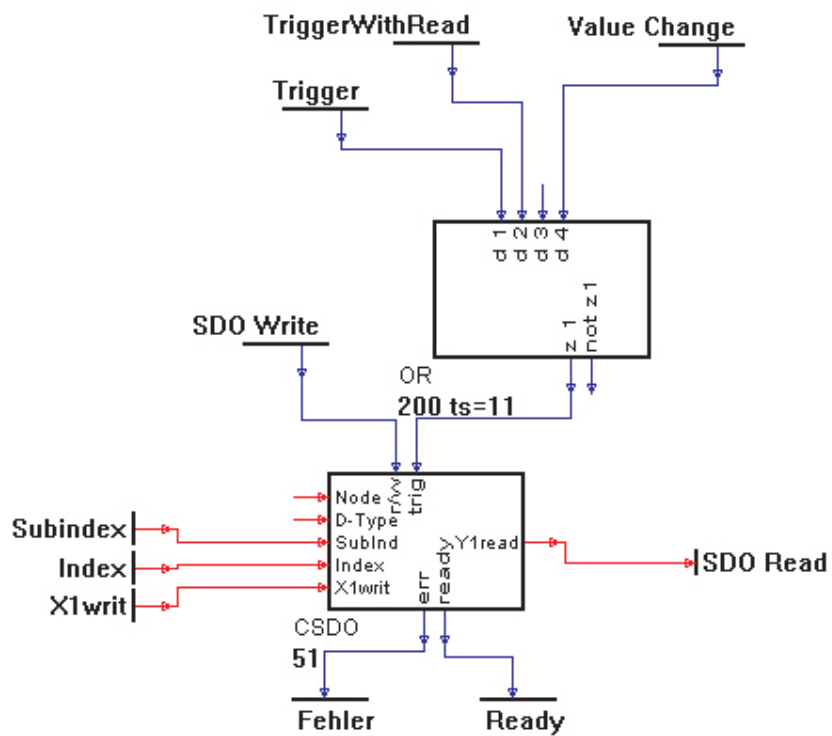 TriggerWithRead
Value Change
Trigger
d 1
d 2
d 3
d 4
z 1
not z 1
SDO Write
OR
200 ts=11
r/w
trig
Node
D-Type
SubInd
Index
X1writ
Y1read
err
ready
Subindex
Index
X1writ
SDO Read
CSDO
51
Fehler
Ready